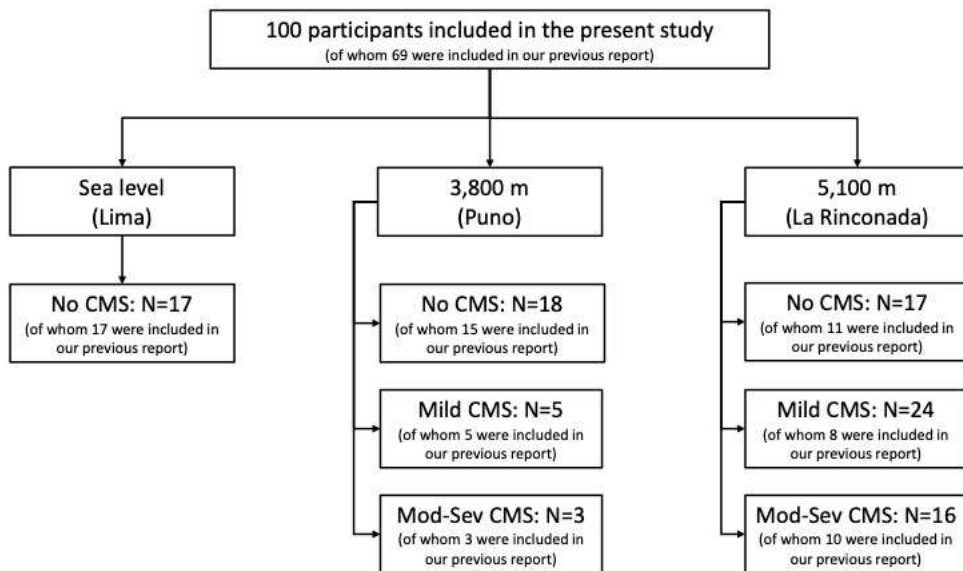 100 participants included in the present study
(of whom 69 were included in our previous report)
Sea level
(Lima)
3,800 m
(Puno)
5,100 m
(La Rinconada)
No CMS: N=17
(of whom 17 were included in
our previous report)
No CMS: N=18
(of whom 15 were included in
our previous report)
No CMS: N=17
(of whom 11 were included in
our previous report)
Mild CMS: N=5
(of whom 5 were included in
our previous report)
Mild CMS: N=24
(of whom 8 were included in
our previous report)
Mod-Sev CMS: N=3
(of whom 3 were included in
our previous report)
Mod-Sev CMS: N=16
(of whom 10 were included in
our previous report)